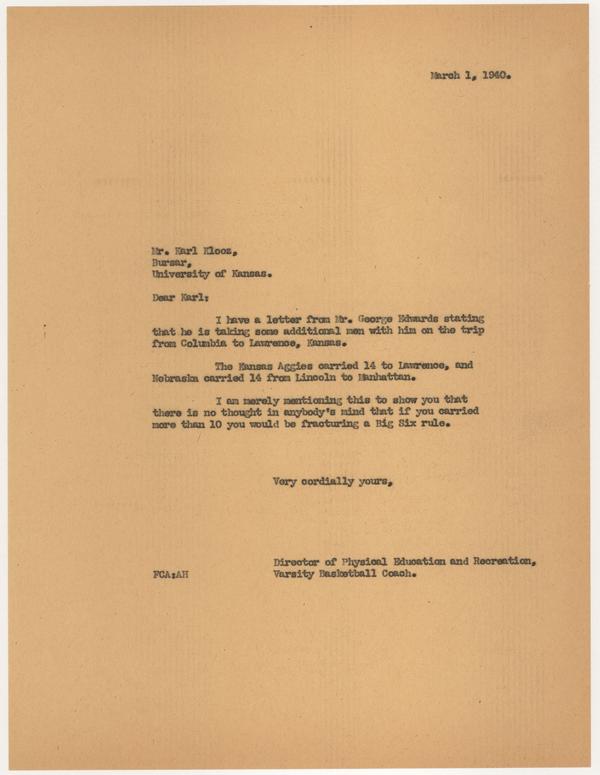 March 1, 1940.
Mr. Karl Klooz,
Bursar,
University of Kansas.
Dear Karl:
I have a letter from Mr. George Edwards stating
that he is taking some additional men with him on the trip
from Columbia to Lawrence, Kansas.
The Kansas Aggies carried 14 to Lawrence, and
Nebraska carried 14 from Lincoln to Manhattan.
I am merely mentioning this to show you that
there is no thought in anybody's mind that if you carried
more than 10 you would be fracturing a Big Six rule.
Very cordially yours,
Director of Physical Education and Recreation,
FCA:AH Varsity Basketball Coach.